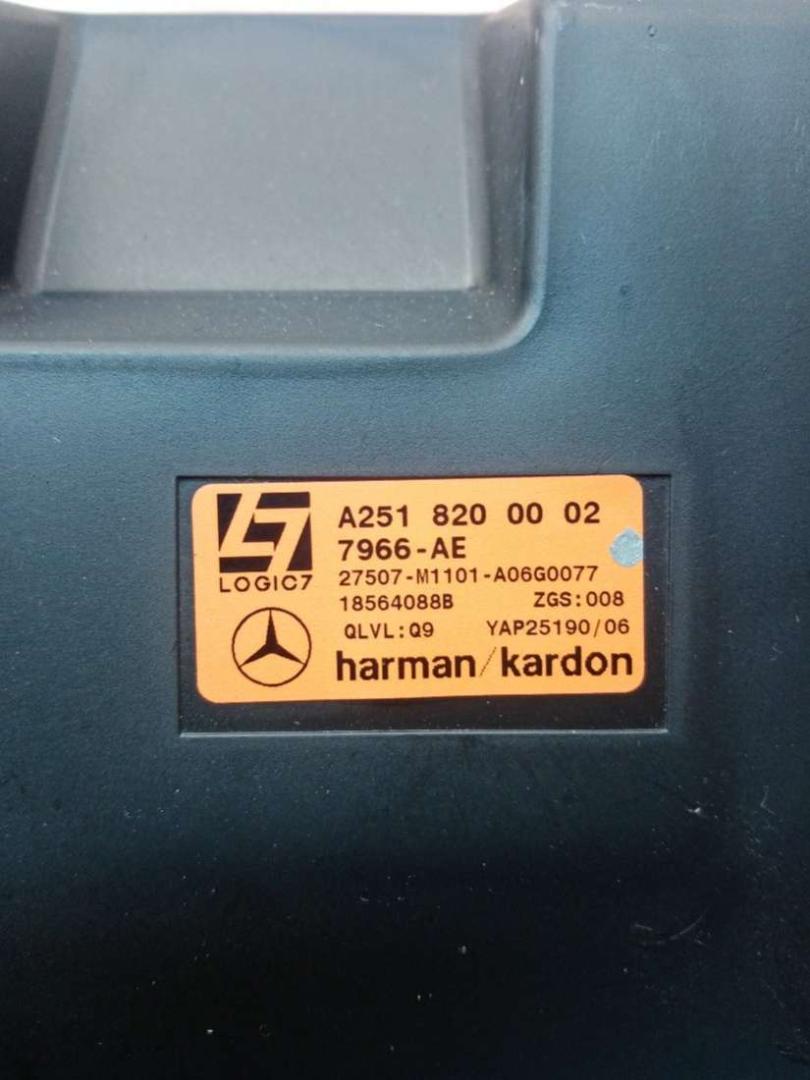 A251 820 00 02
7966-AE
LOGIC7
27507-M1101-A06G0077
18564088B ZGS:008
QLVL:Q9 YAP25190/06
harman/kardon